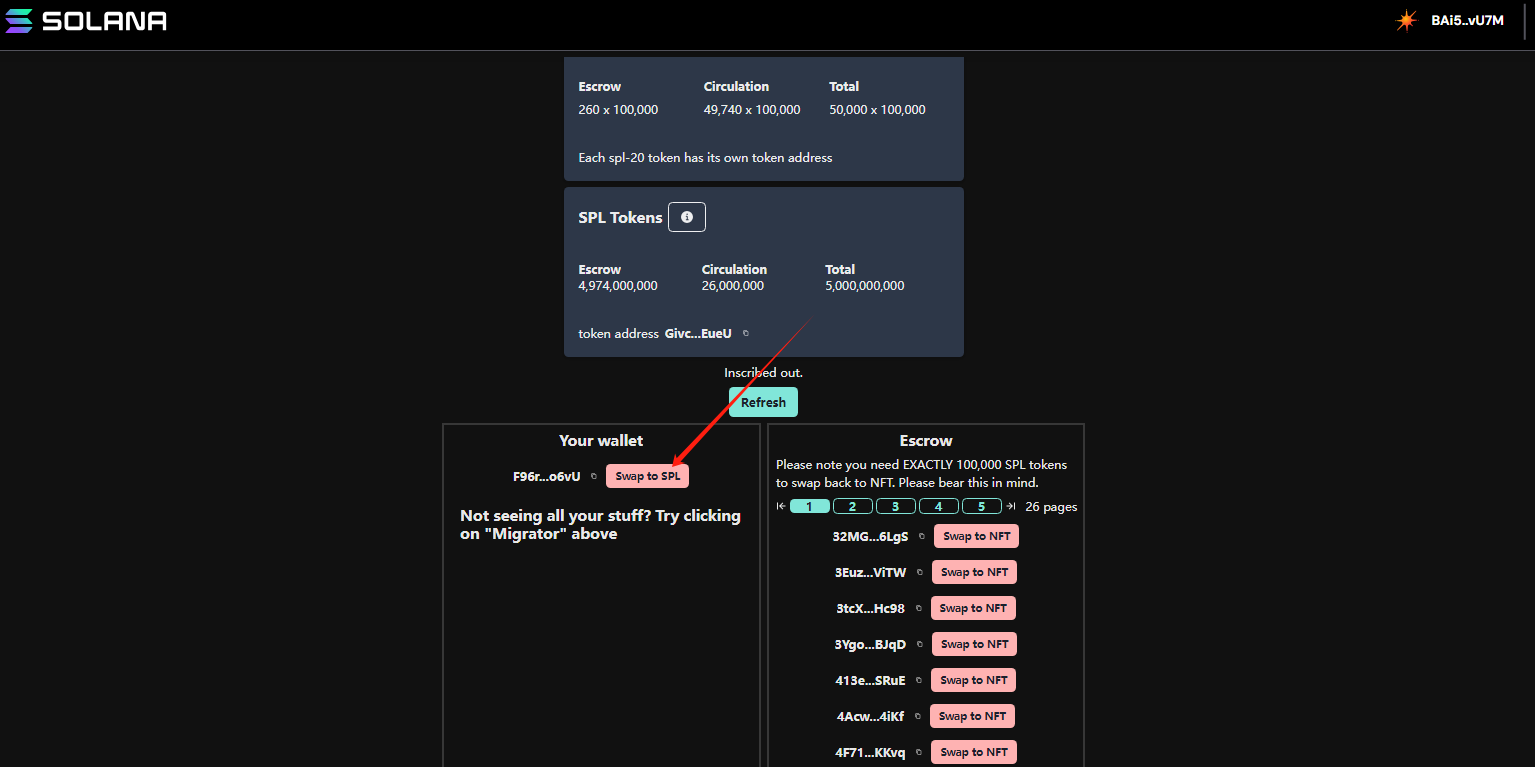 SOLANA
BAi5..vU7M
Escrow Circulation Total
260 x 100,000 49,740 x 100,000 50,000 x 100,000
Each spl-20 token has its own token address
SPL Tokens
Escrow Circulation Total
4,974,000,000 26,000,000 5,000,000,000
token address Givc...EueU
Inscribed out.
Refresh
Your wallet
F96r...o6vU Swap to SPL
Not seeing all your stuff? Try clicking
on "Migrator" above
Escrow
Please note you need EXACTLY 100,000 SPL tokens
to swap back to NFT. Please bear this in mind.
1 2 3 4 5 26 pages
32MG...6LgS Swap to NFT
3Euz...ViTW Swap to NFT
3tcX...Hc98 Swap to NFT
3Ygo...BJqD Swap to NFT
413e...SRuE Swap to NFT
4Acw...4iKf Swap to NFT
4F71...KKvq Swap to NFT